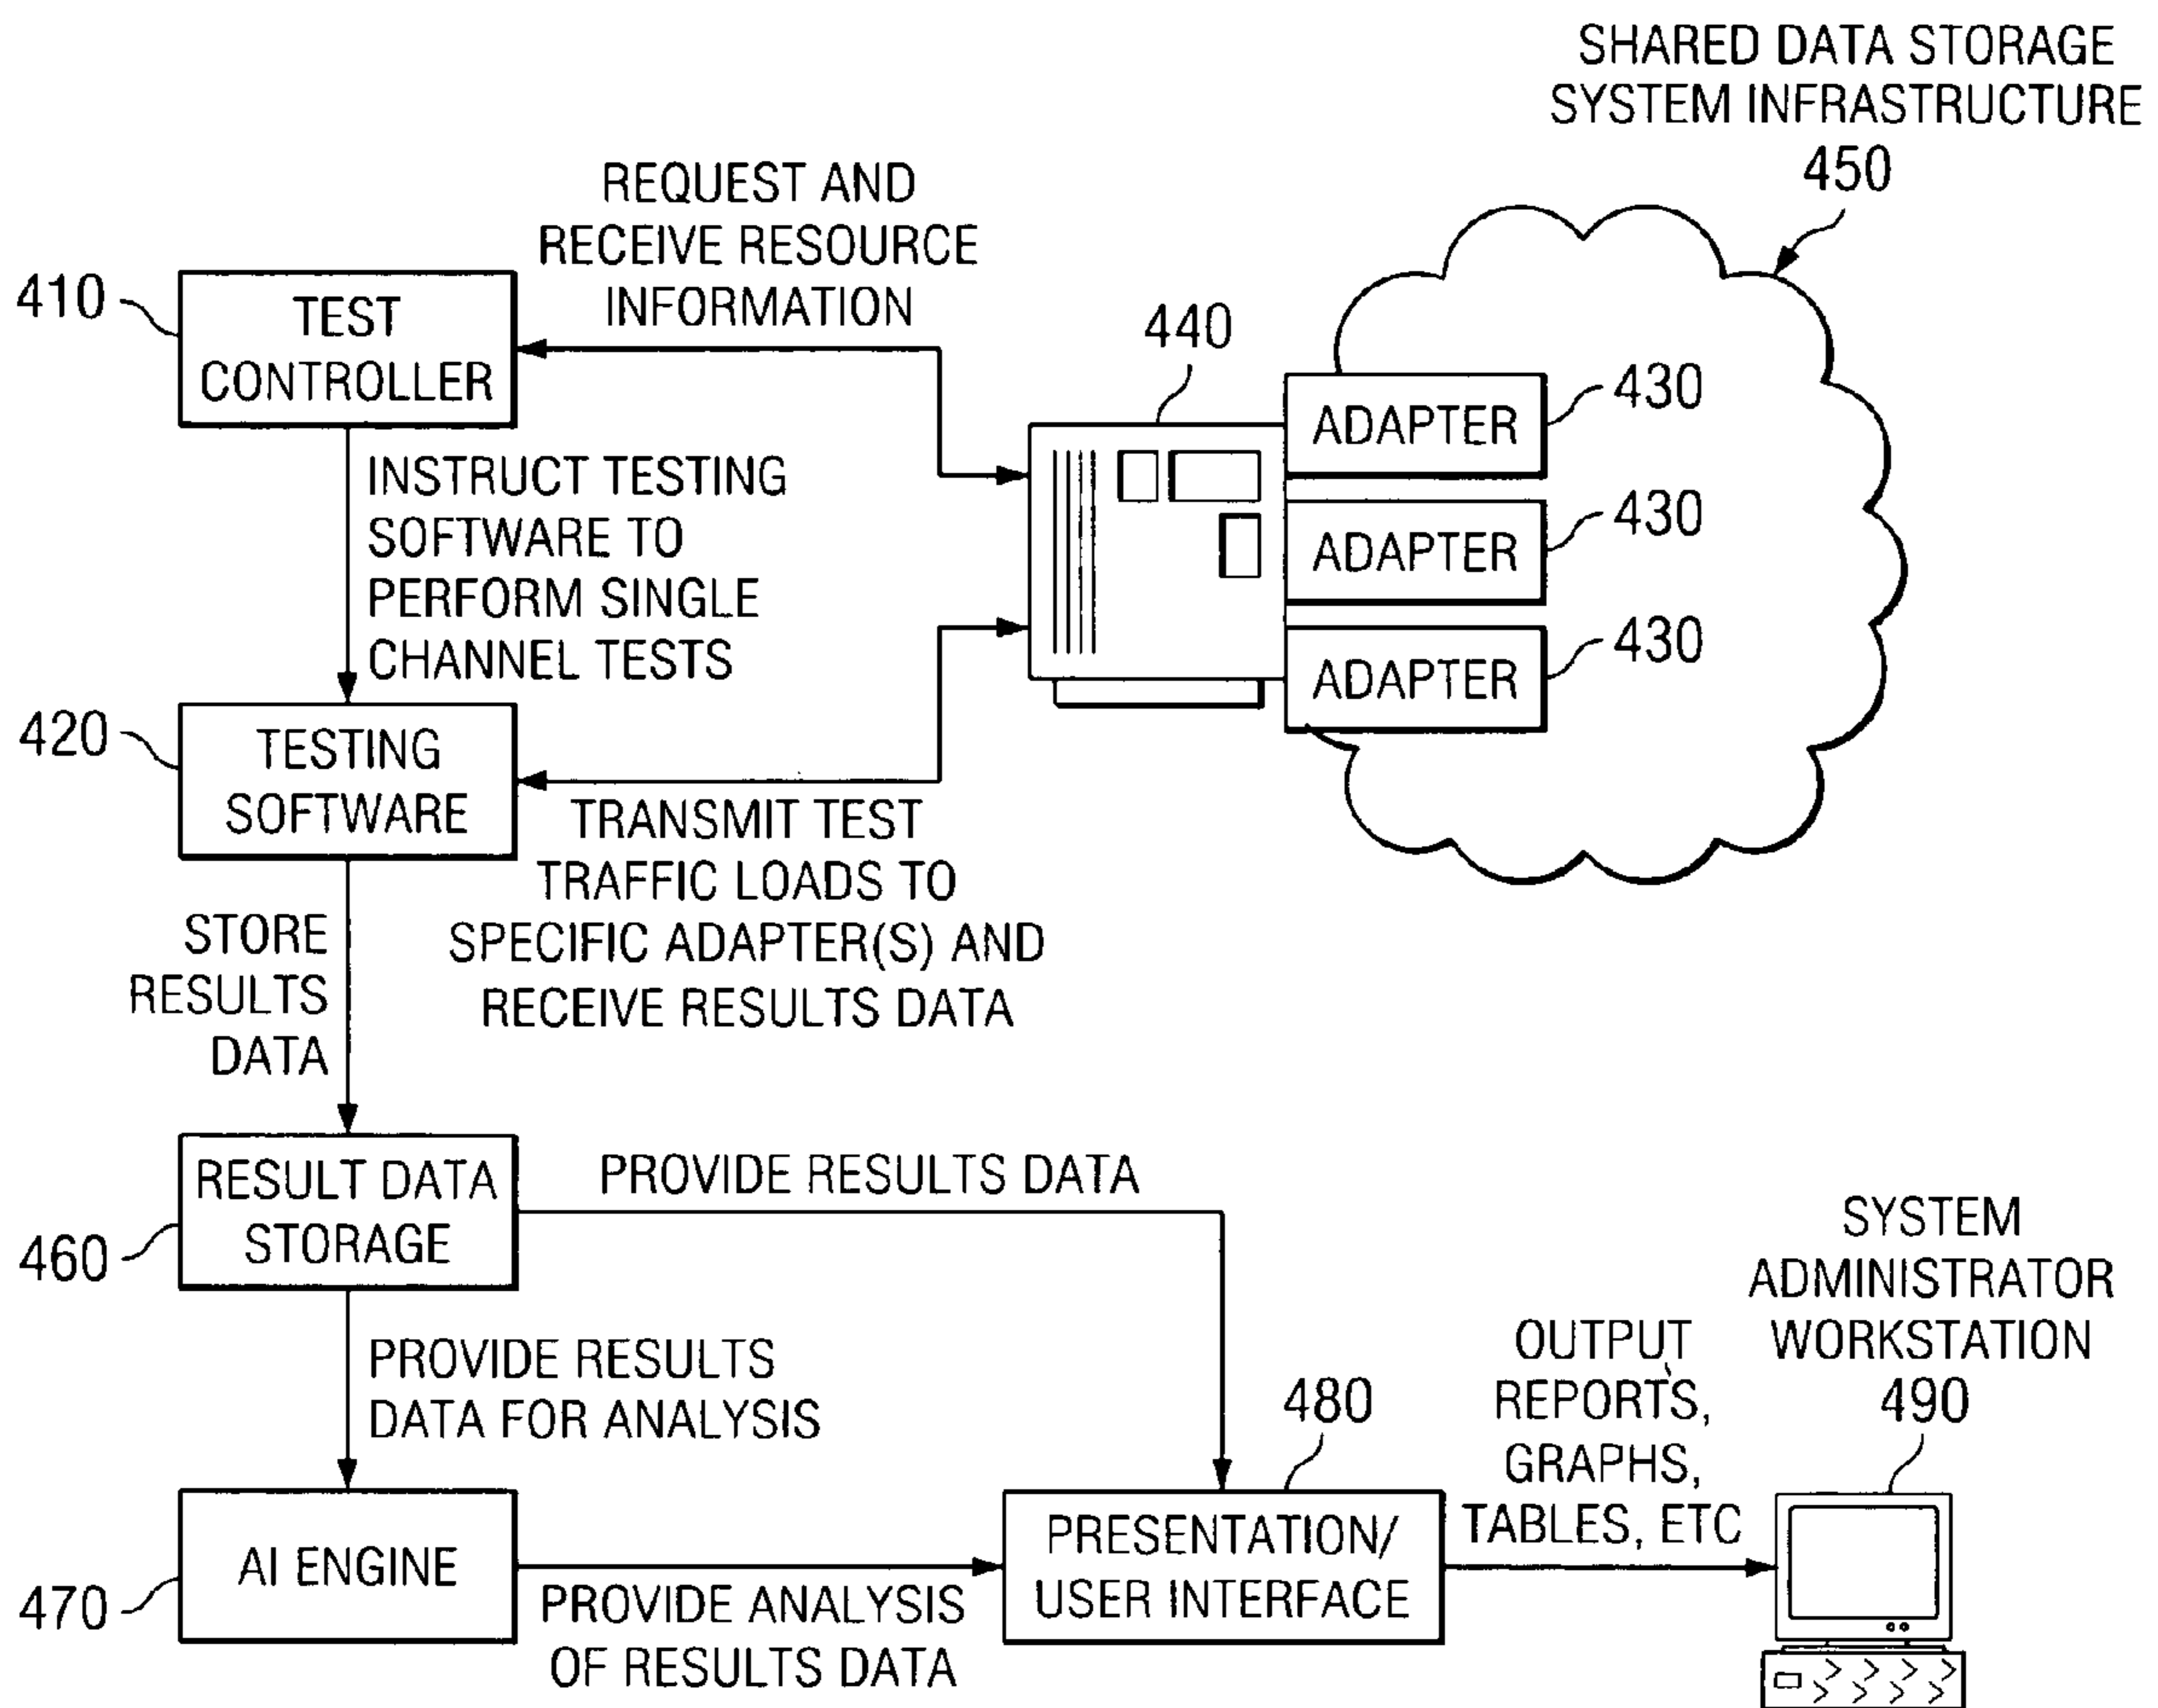 SHARED DATA STORAGE
SYSTEM INFRASTRUCTURE
450
REQUEST AND
RECEIVE RESOURCE
INFORMATION
410
TEST
CONTROLLER
440
ADAPTER
430
ADAPTER
430
ADAPTER
430
INSTRUCT TESTING
SOFTWARE TO
PERFORM SINGLE
CHANNEL TESTS
420
TESTING
SOFTWARE
TRANSMIT TEST
TRAFFIC LOADS TO
SPECIFIC ADAPTER(S) AND
RECEIVE RESULTS DATA
STORE
RESULTS
DATA
460
RESULT DATA
STORAGE
PROVIDE RESULTS DATA
PROVIDE RESULTS
DATA FOR ANALYSIS
470
AI ENGINE
PROVIDE ANALYSIS
OF RESULTS DATA
480
PRESENTATION/
USER INTERFACE
OUTPUT
REPORTS,
GRAPHS,
TABLES, ETC
SYSTEM
ADMINISTRATOR
WORKSTATION
490